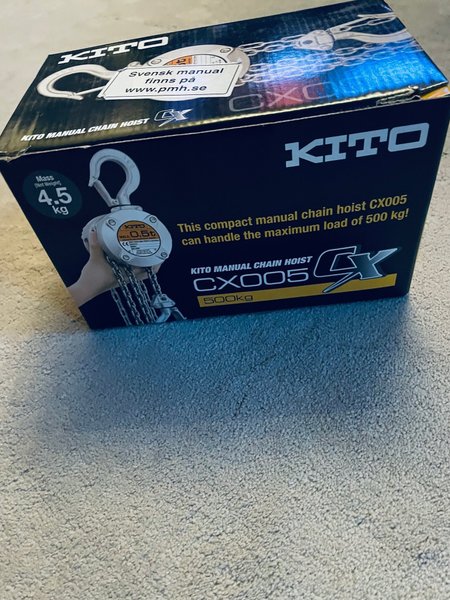 KITO
Svensk manual
finns på
www.pmh.se
KITO MANUAL CHAIN HOIST CX
KITO
Mass
(Net Weight)
4.5
kg
KITO
0.5t
This compact manual chain hoist CX005
can handle the maximum load of 500 kg!
KITO MANUAL CHAIN HOIST
CX005 CX
500kg